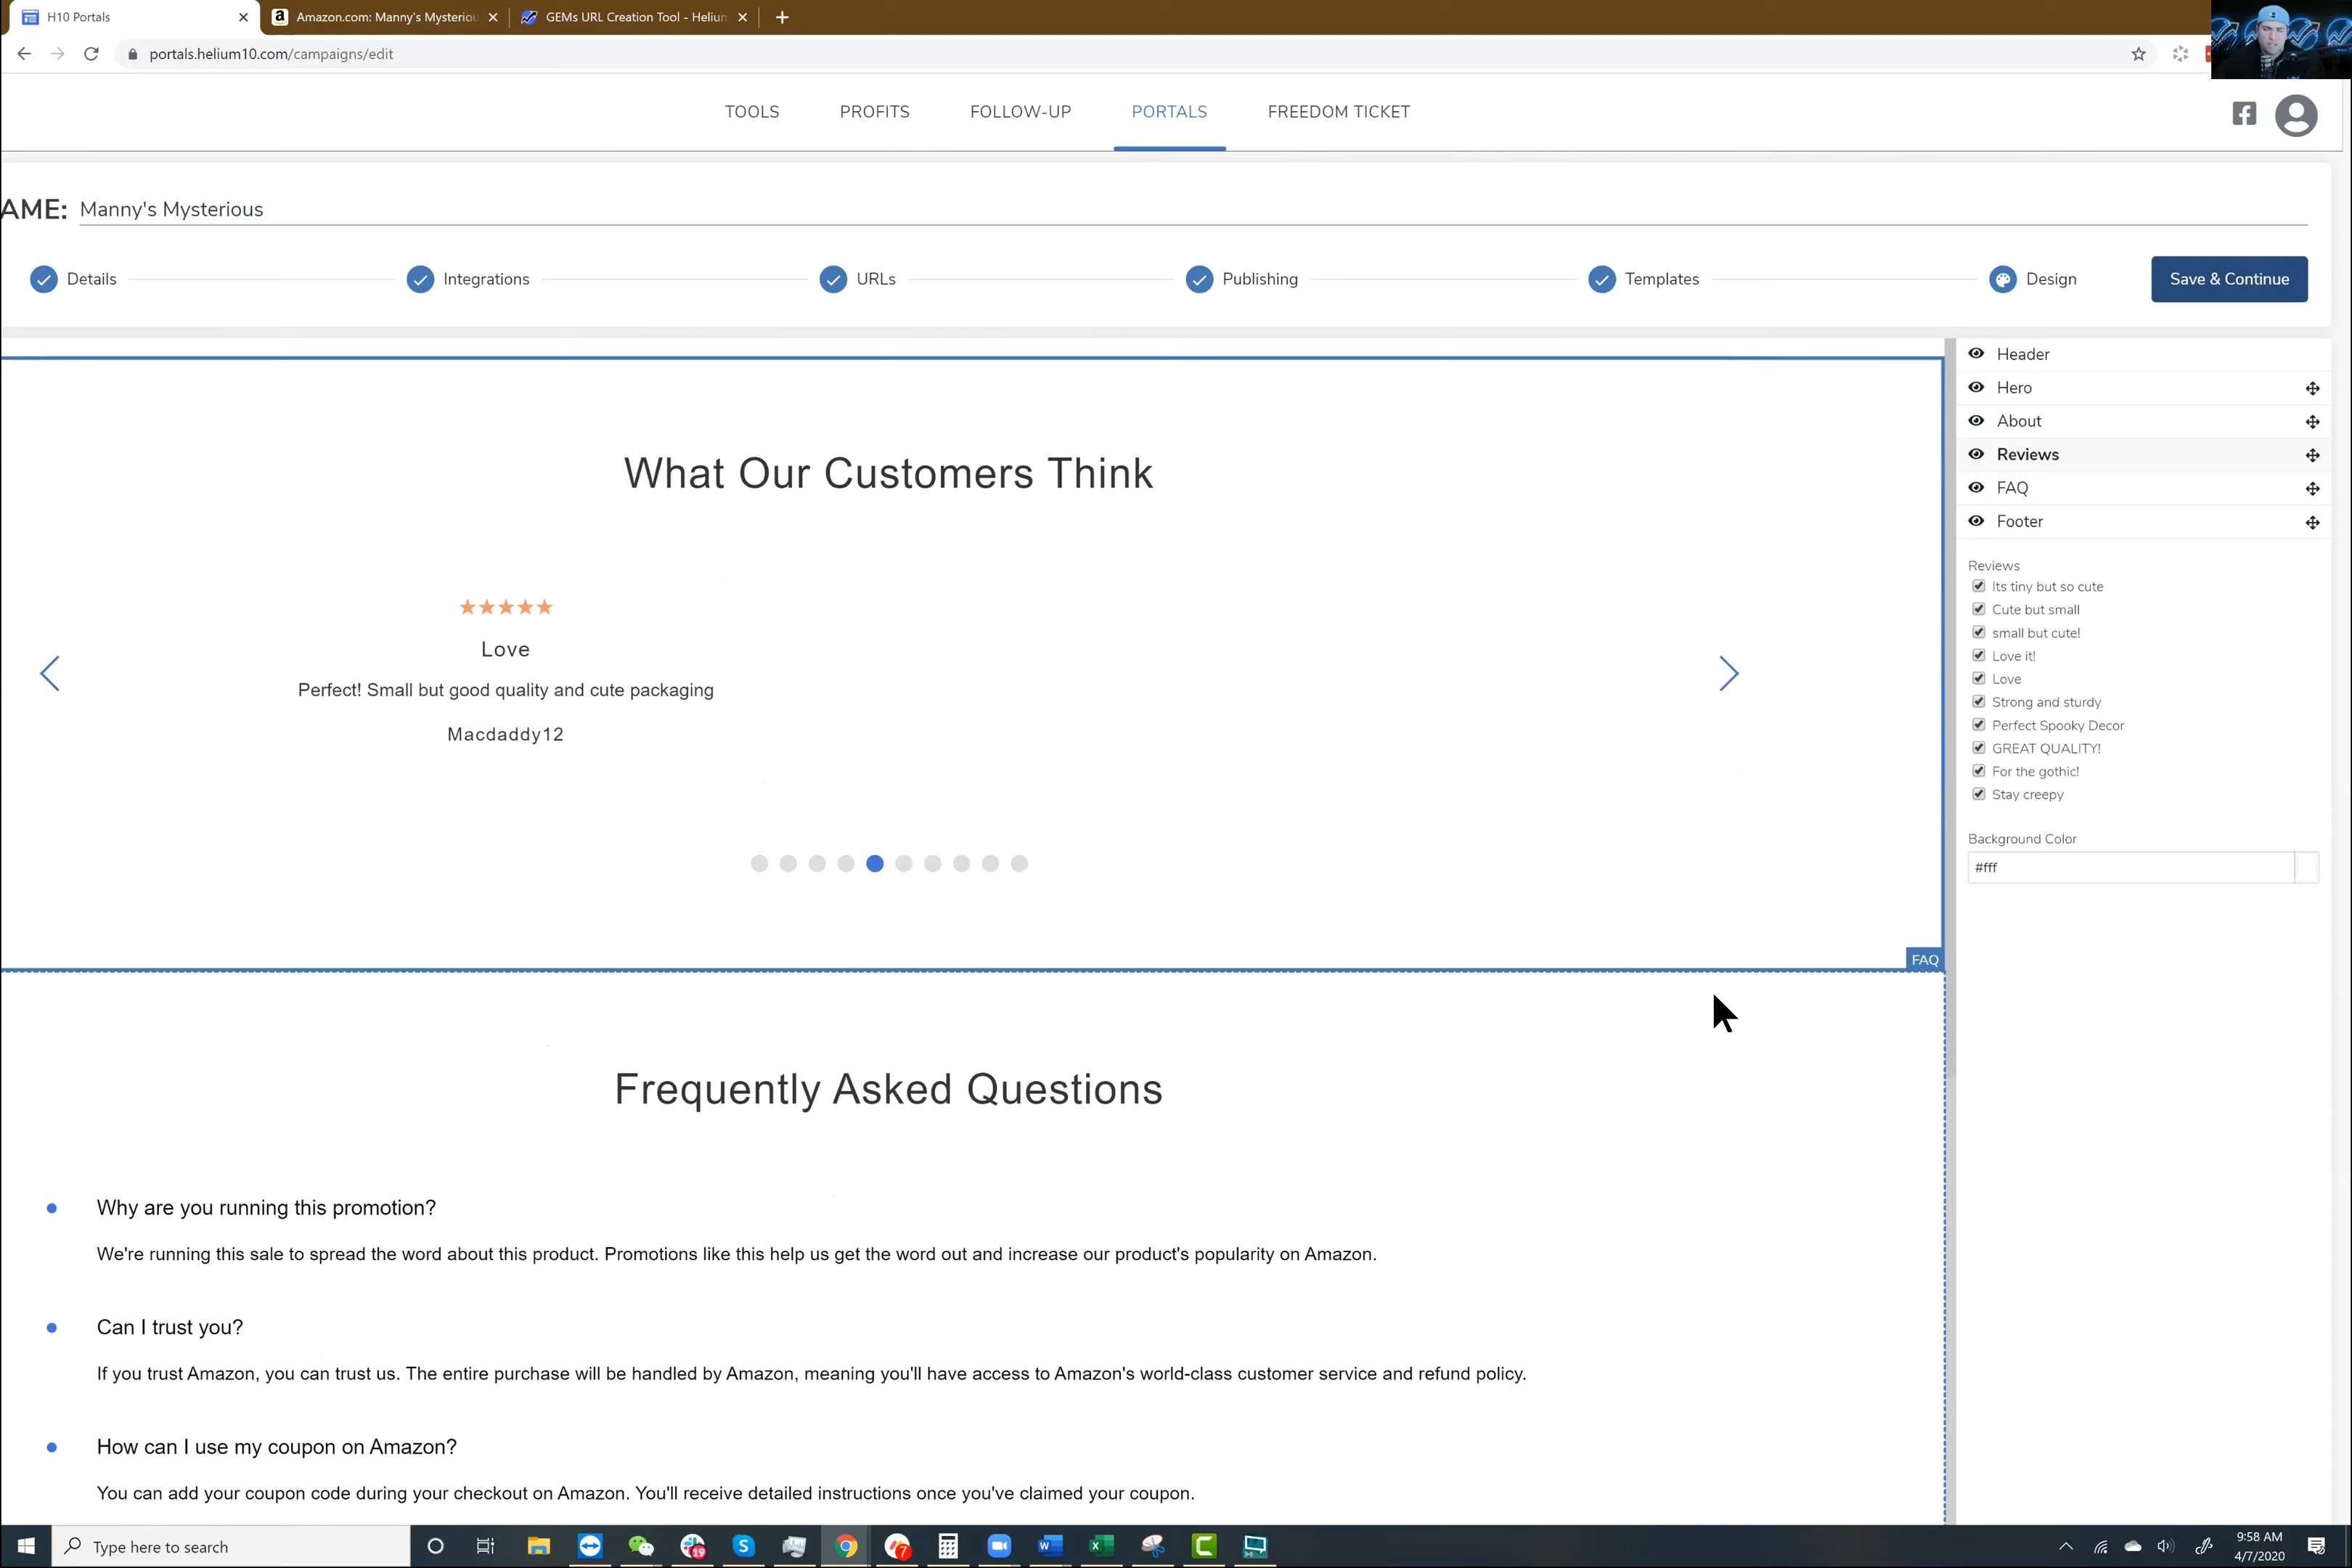 H10 Portals
Amazon.com: Manny's Mysteriou
GEMs URL Creation Tool - Helium
portals.helium10.com/campaigns/edit
TOOLS
PROFITS
FOLLOW-UP
PORTALS
FREEDOM TICKET
AME: Manny's Mysterious
Details
Integrations
URLs
Publishing
Templates
Design
Save & Continue
What Our Customers Think
Love
Perfect! Small but good quality and cute packaging
Macdaddy12
FAQ
Frequently Asked Questions
Why are you running this promotion?
We're running this sale to spread the word about this product. Promotions like this help us get the word out and increase our product's popularity on Amazon.
Can I trust you?
If you trust Amazon, you can trust us. The entire purchase will be handled by Amazon, meaning you'll have access to Amazon's world-class customer service and refund policy.
How can I use my coupon on Amazon?
You can add your coupon code during your checkout on Amazon. You'll receive detailed instructions once you've claimed your coupon.
Header
Hero
About
Reviews
FAQ
Footer
Reviews
Its tiny but so cute
Cute but small
small but cute!
Love it!
Love
Strong and sturdy
Perfect Spooky Decor
GREAT QUALITY!
For the gothic!
Stay creepy
Background Color
#fff
Type here to search
19
7
9:58 AM
4/7/2020